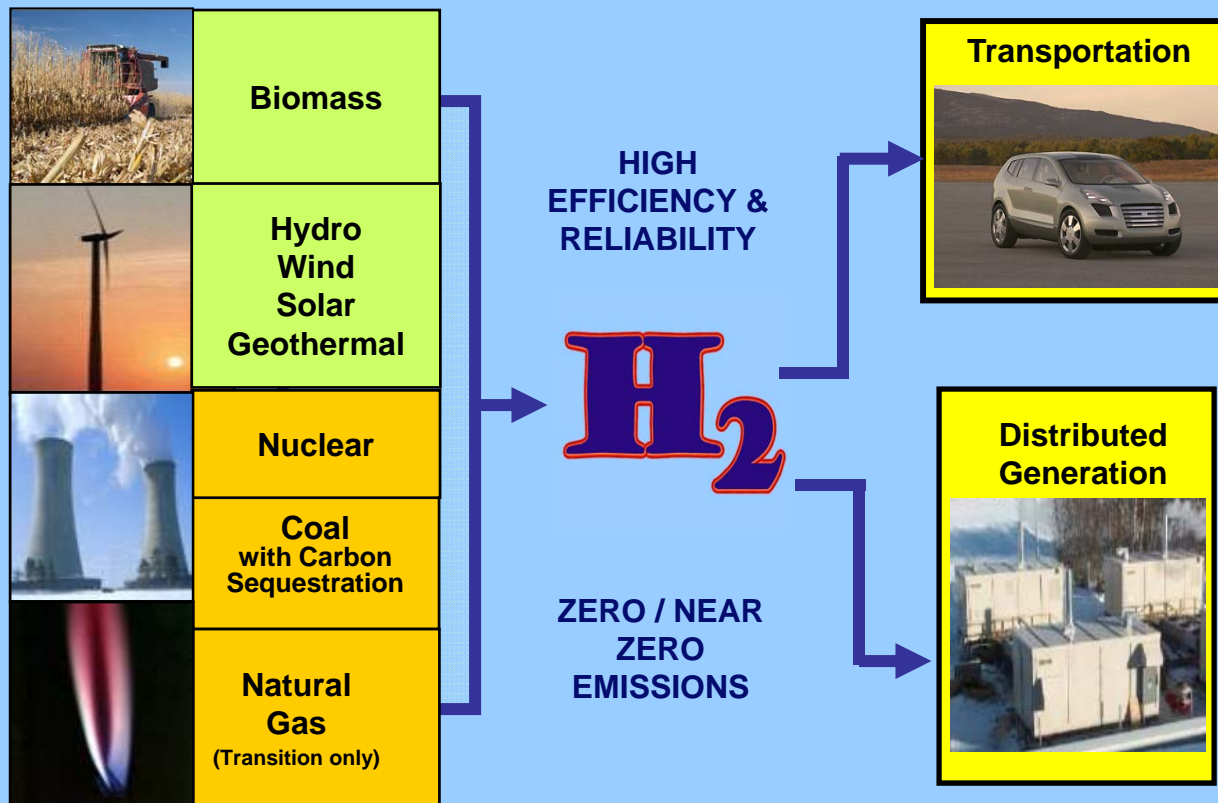 Biomass
Hydro
Wind
Solar
Geothermal
Nuclear
Coal
with Carbon
Sequestration
Natural
Gas
(Transition only)
HIGH
EFFICIENCY &
RELIABILITY
H2
ZERO / NEAR
ZERO
EMISSIONS
Transportation
Distributed
Generation